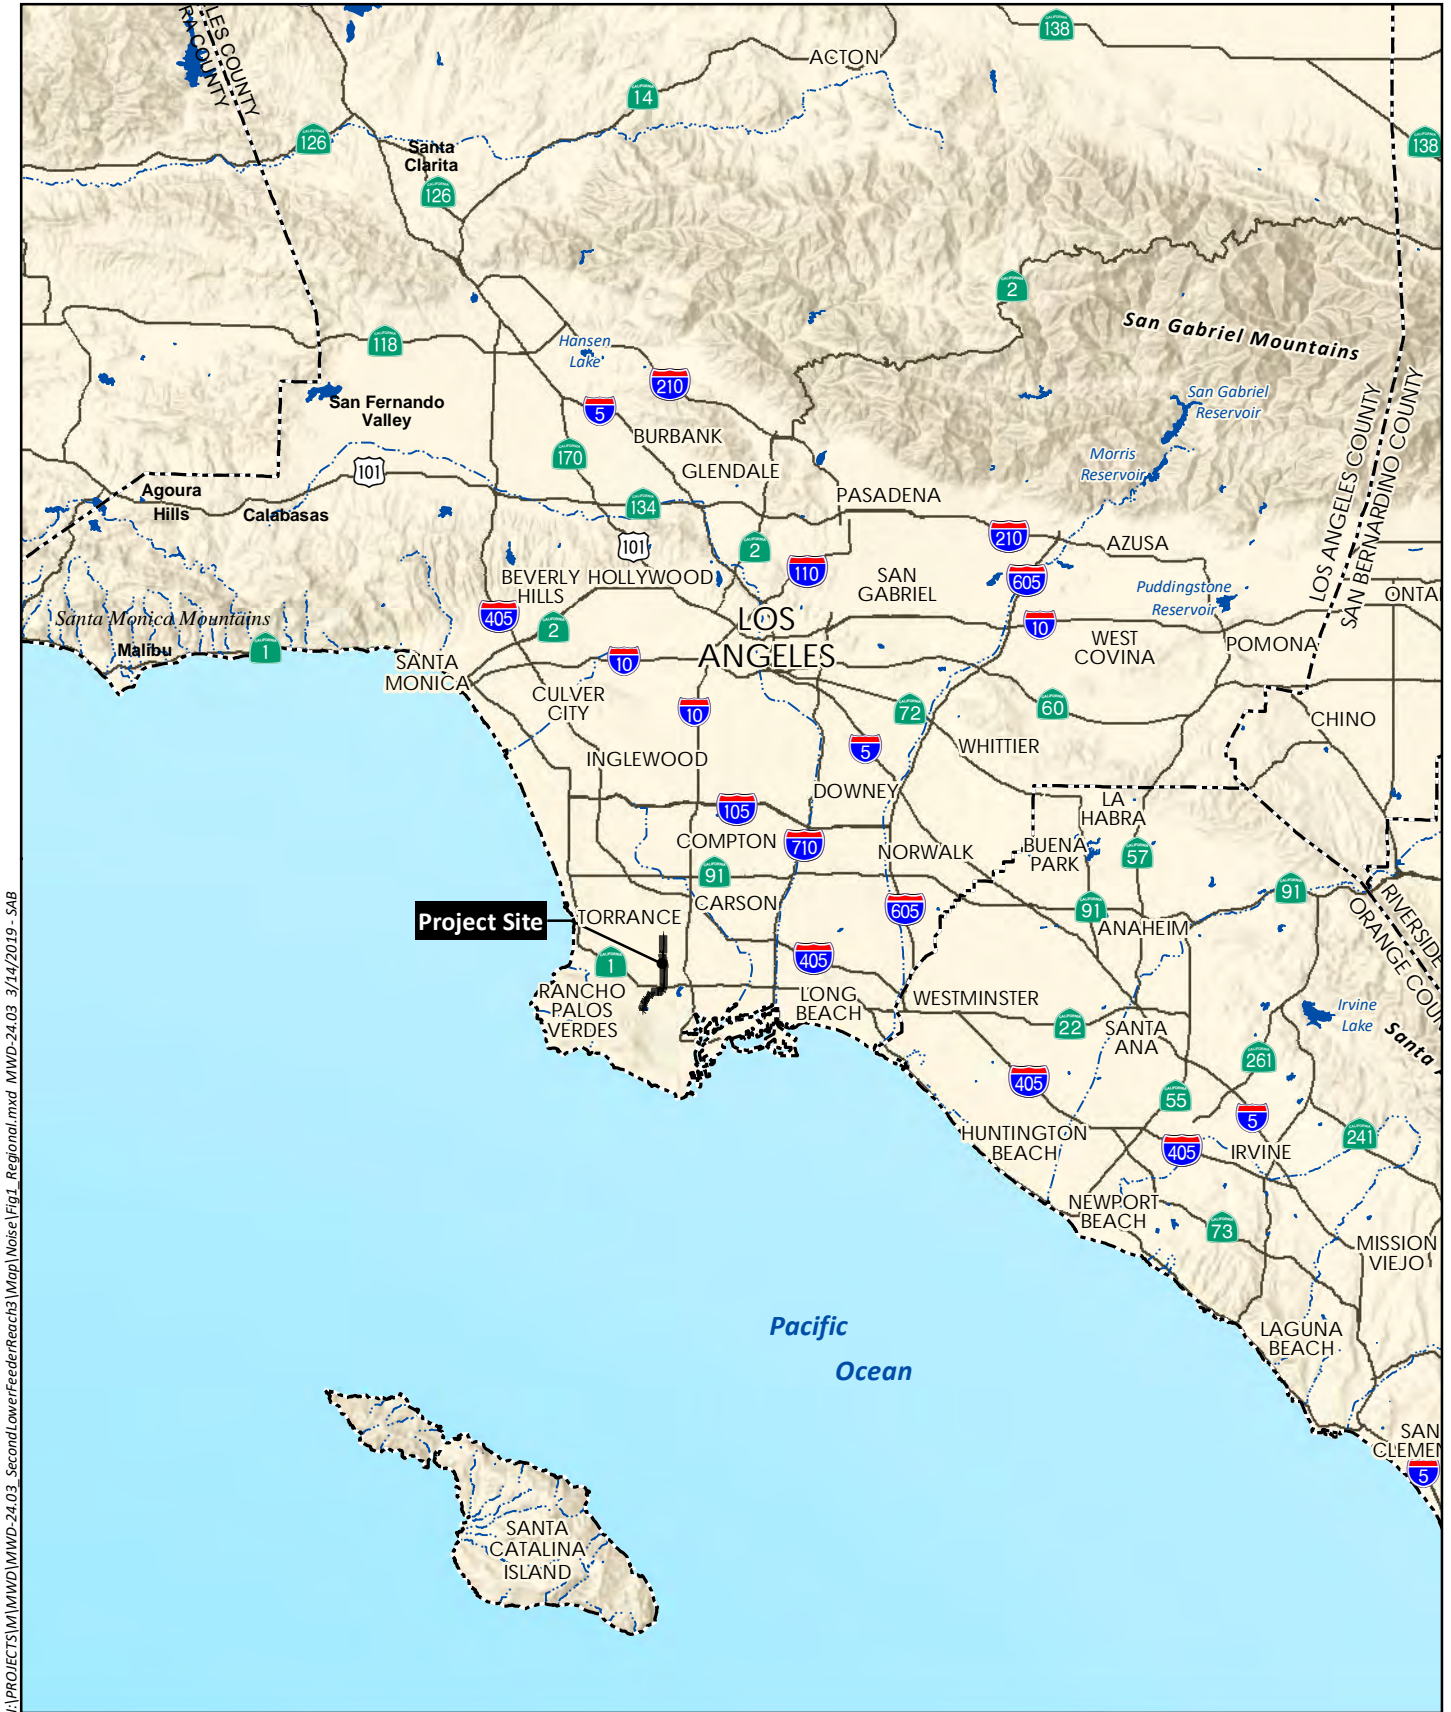 138
ACTON
14
LES COUNTY
RA COUNTY
126
138
Santa
Clarita
126
2
San Gabriel Mountains
118
Hansen
Lake
210
San Gabriel
Reservoir
San Fernando
Valley
5
BURBANK
LOS ANGELES COUNTY
SAN BERNARDINO COUNTY
170
GLENDALE
Morris
Reservoir
101
Agoura
Hills
Calabasas
134
PASADENA
101
2
210
AZUSA
110
BEVERLY
HILLS
HOLLYWOOD
SAN
GABRIEL
605
Puddingstone
Reservoir
ONTA
405
2
Santa Monica Mountains
LOS
ANGELES
10
WEST
COVINA
POMONA
Malibu
1
SANTA
MONICA
10
CULVER
CITY
10
72
60
CHINO
INGLEWOOD
5
WHITTIER
DOWNEY
105
LA
HABRA
COMPTON
710
NORWALK
BUENA
PARK
57
91
91
CARSON
605
91
RIVERSIDE
ORANGE COUN
Project Site
TORRANCE
ANAHEIM
1
405
RANCHO
PALOS
VERDES
LONG
BEACH
WESTMINSTER
22
SANTA
ANA
Irvine
Lake
Santa
261
405
55
5
HUNTINGTON
BEACH
405
IRVINE
241
NEWPORT
BEACH
73
MISSION
VIEJO
Pacific
Ocean
LAGUNA
BEACH
SAN
CLEMEN
5
SANTA
CATALINA
ISLAND
I:\PROJECTS\M\MWD\MWD-24.03_SecondLowerFeederReach3\Map\Noise\Fig1_Regional.mxd MWD-24.03 3/14/2019 - SAB